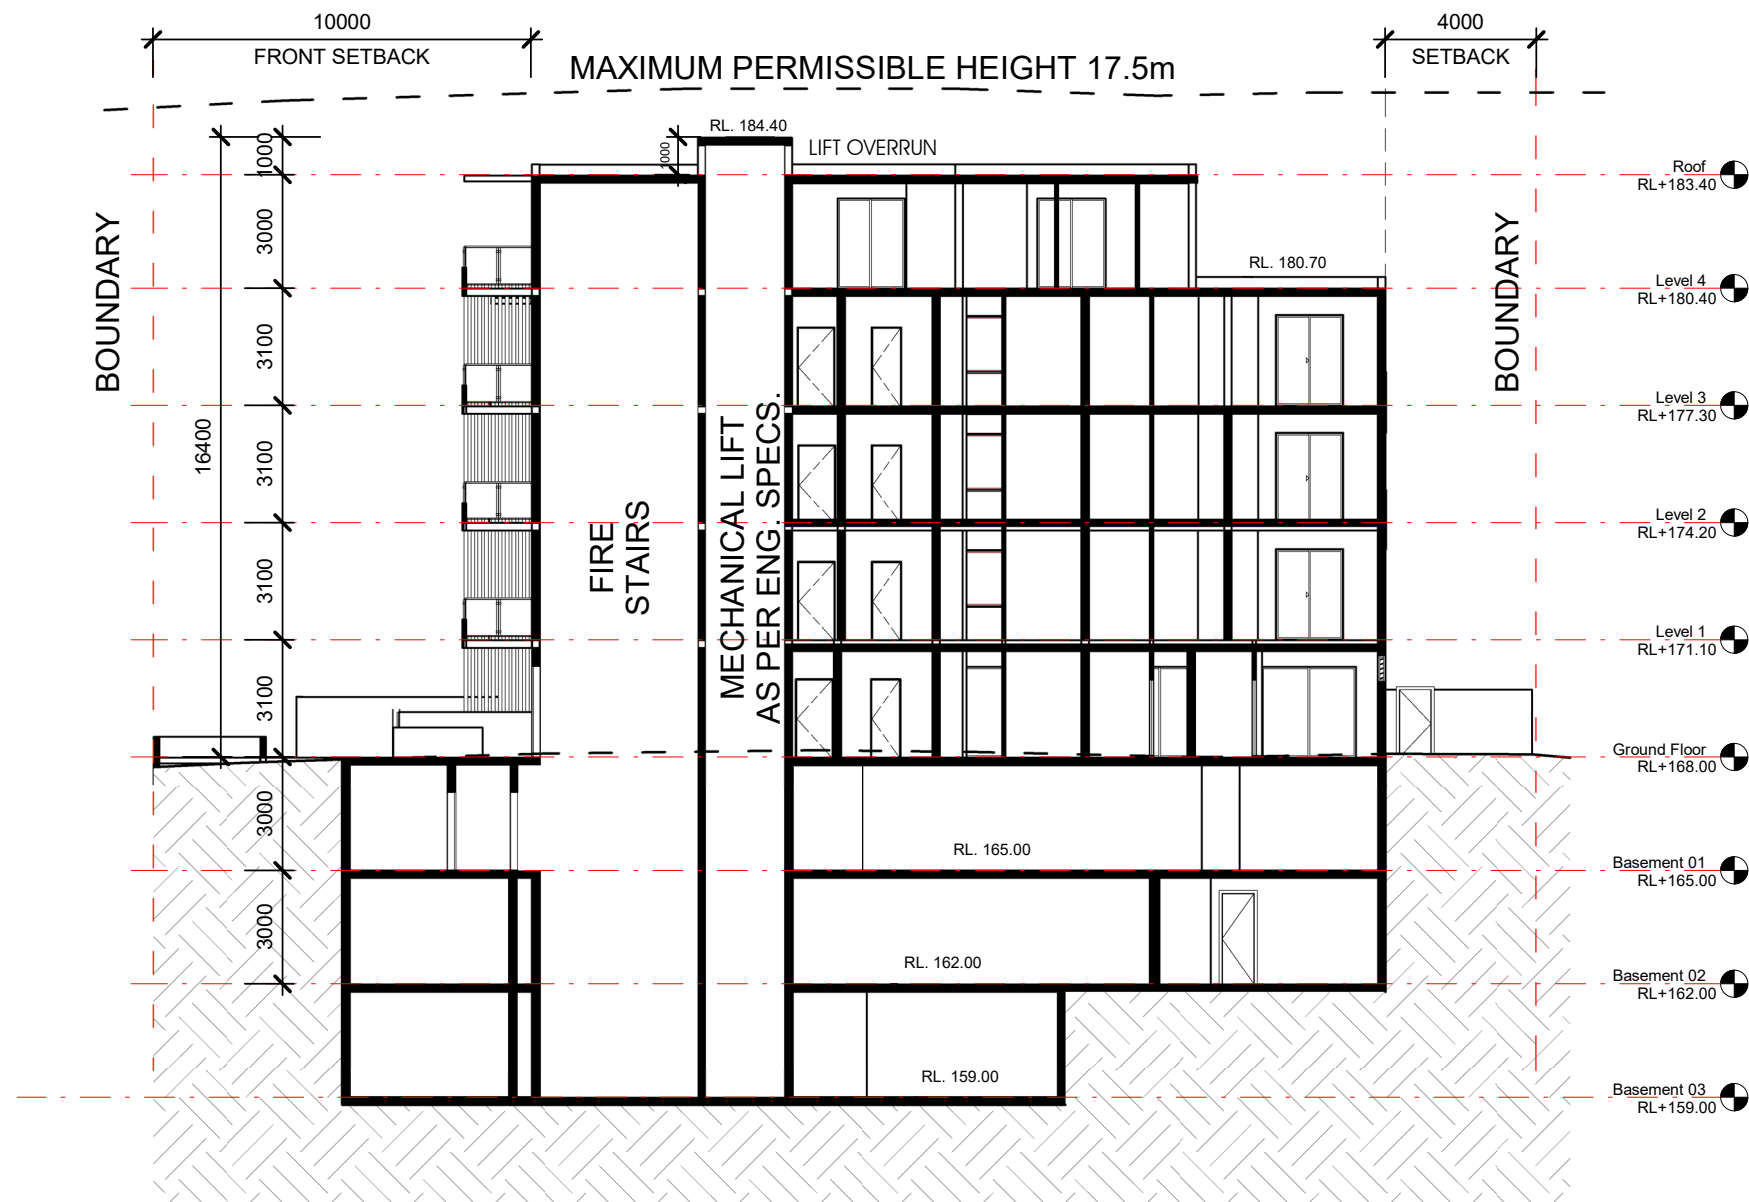 10000
FRONT SETBACK
4000
SETBACK
MAXIMUM PERMISSIBLE HEIGHT 17.5m
RL. 184.40
LIFT OVERRUN
1000
1000
Roof
RL+183.40
BOUNDARY
3000
BOUNDARY
RL. 180.70
Level 4
RL+180.40
3100
Level 3
RL+177.30
16400
3100
MECHANICAL LIFT
AS PER ENG. SPECS.
FIRE
STAIRS
Level 2
RL+174.20
3100
Level 1
RL+171.10
3100
Ground Floor
RL+168.00
3000
RL. 165.00
Basement 01
RL+165.00
3000
RL. 162.00
Basement 02
RL+162.00
RL. 159.00
Basement 03
RL+159.00